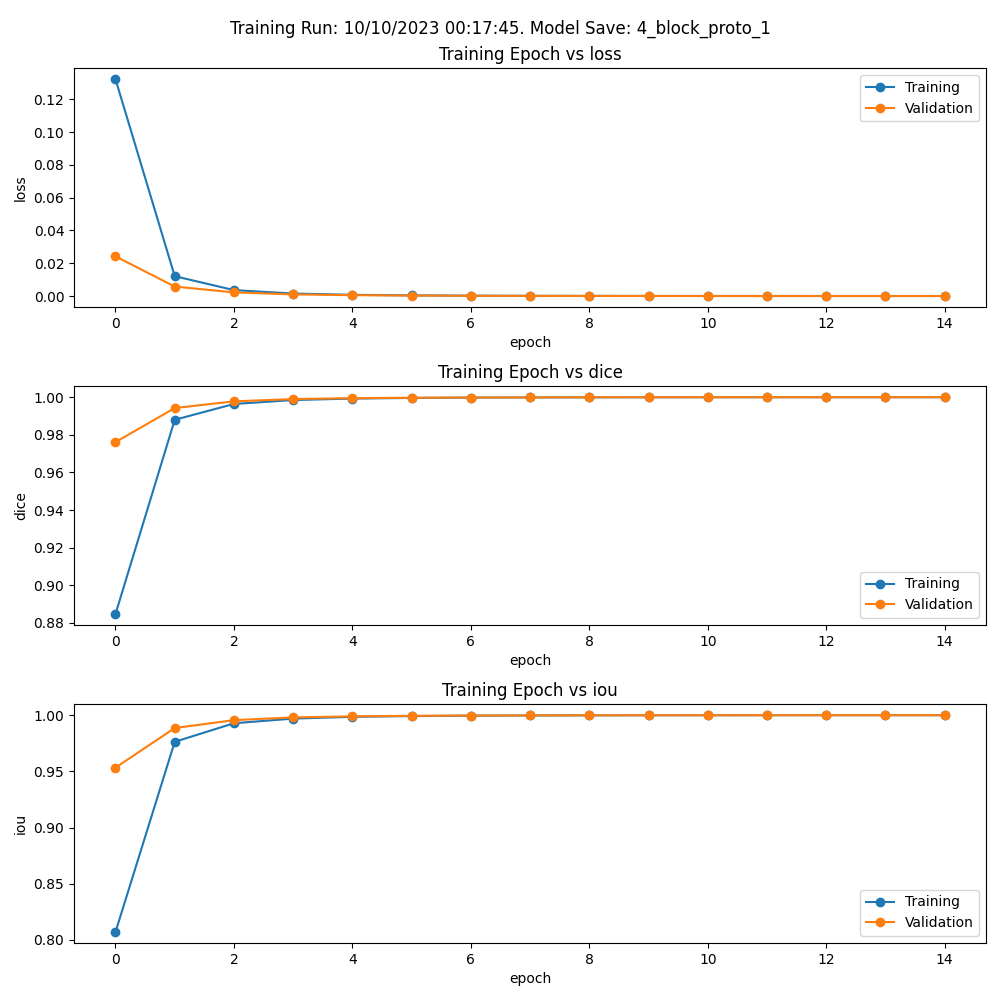 Training Run: 10/10/2023 00:17:45. Model Save: 4_block_proto_1
Training Epoch vs loss
Training
Validation
0.12
0.10
0.08
0.06
0.04
0.02
0.00
loss
0 2 4 6 8 10 12 14
epoch
Training Epoch vs dice
1.00
0.98
0.96
0.94
0.92
0.90
0.88
dice
Training
Validation
0 2 4 6 8 10 12 14
epoch
Training Epoch vs iou
1.00
0.95
0.90
0.85
0.80
iou
Training
Validation
0 2 4 6 8 10 12 14
epoch